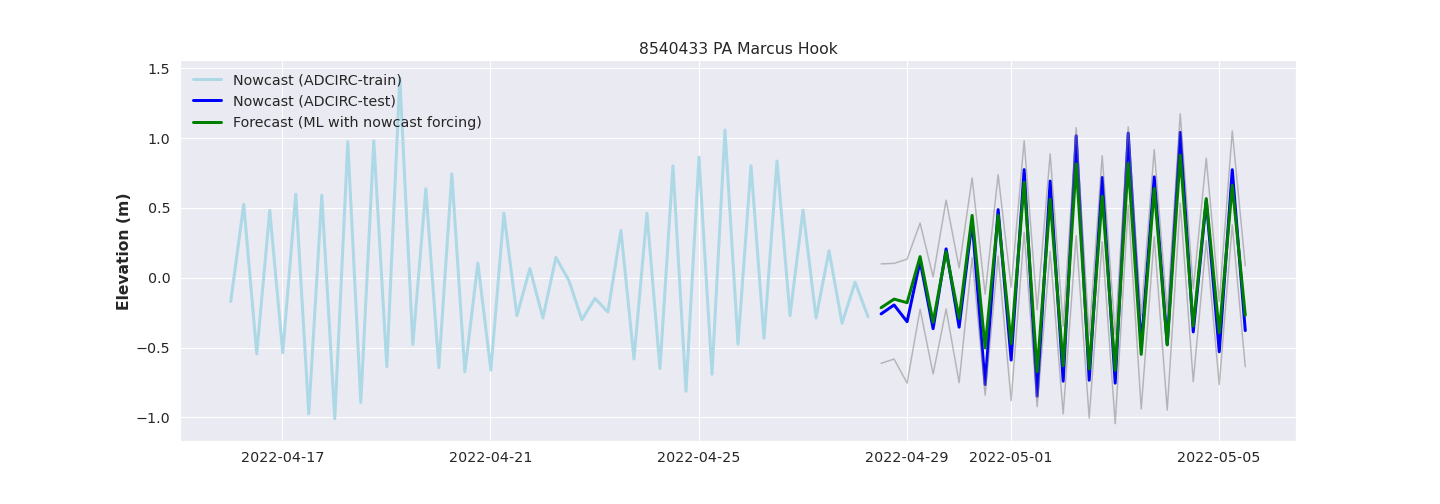 8540433 PA Marcus Hook
Nowcast (ADCIRC-train)
Nowcast (ADCIRC-test)
Forecast (ML with nowcast forcing)
Elevation (m)
1.5
1.0
0.5
0.0
−0.5
−1.0
2022-04-17 2022-04-21 2022-04-25 2022-04-29 2022-05-01 2022-05-05